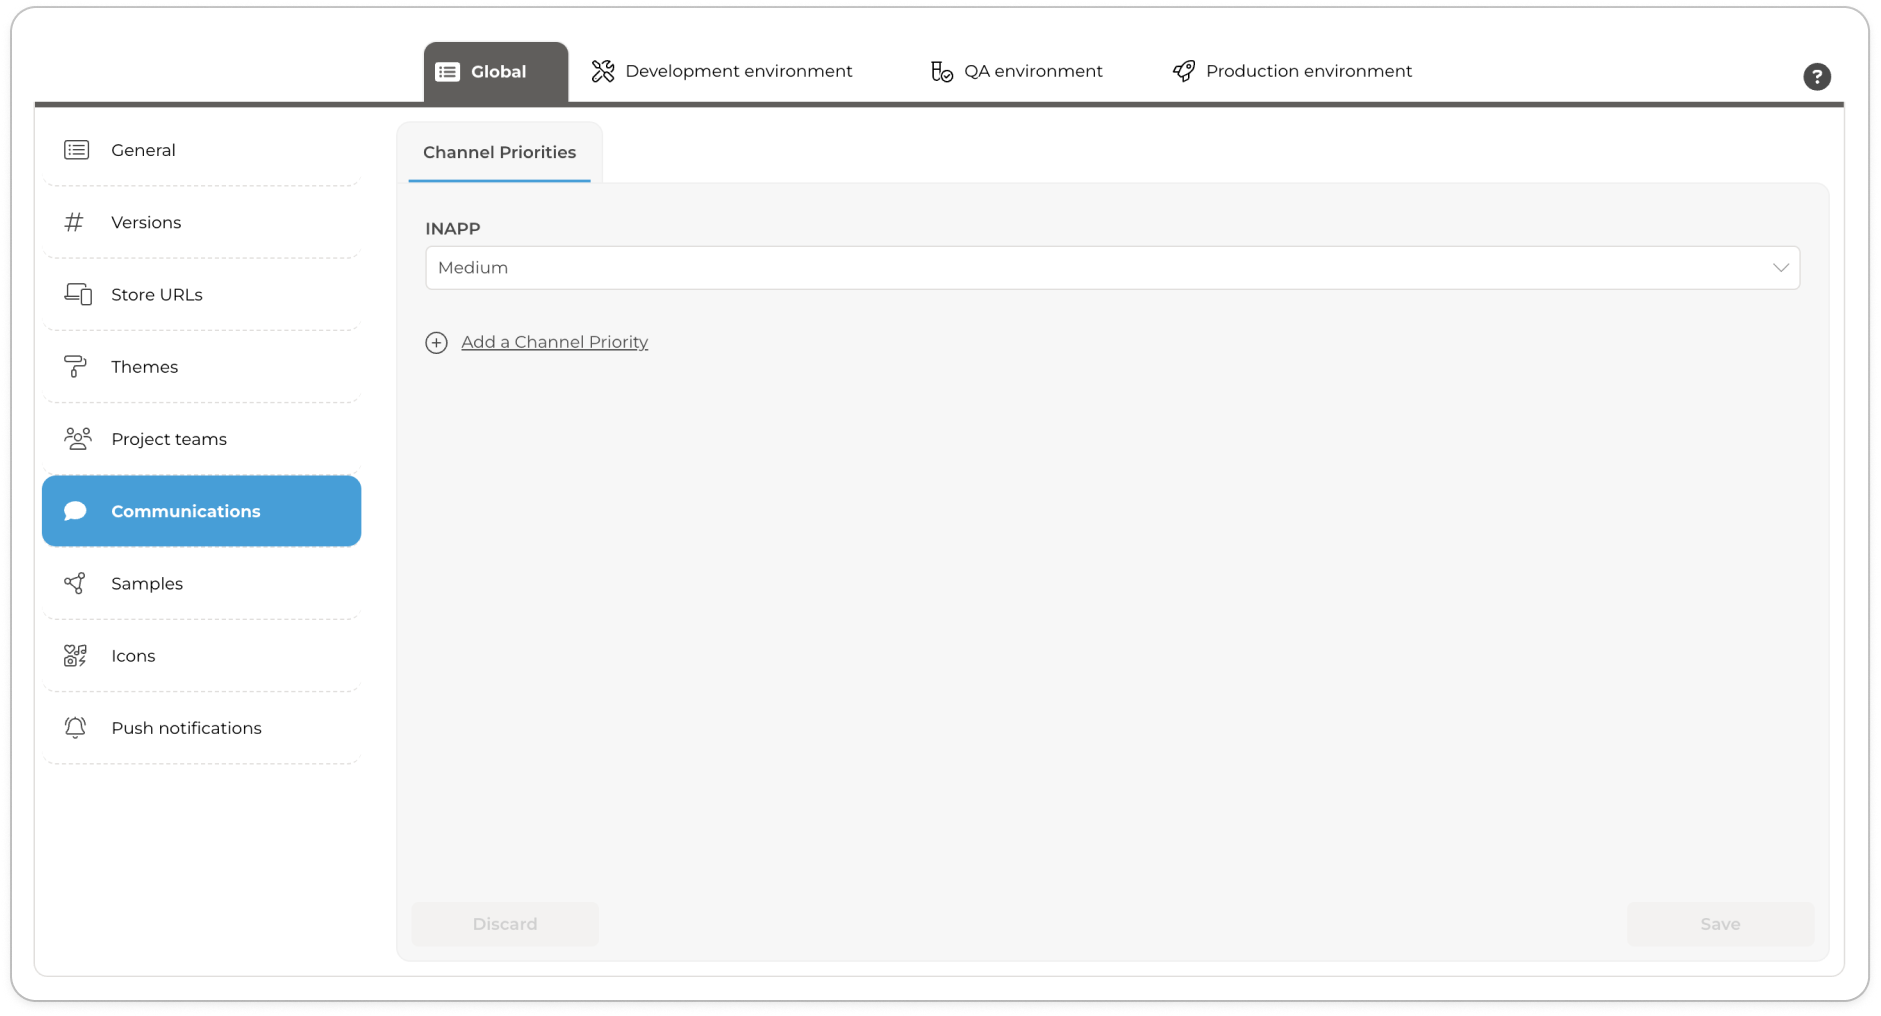 Global
Development environment
QA environment
Production environment
?
General
Versions
Store URLs
Themes
Project teams
Communications
Samples
Icons
Push notifications
Channel Priorities
INAPP
Medium
Add a Channel Priority
Discard
Save